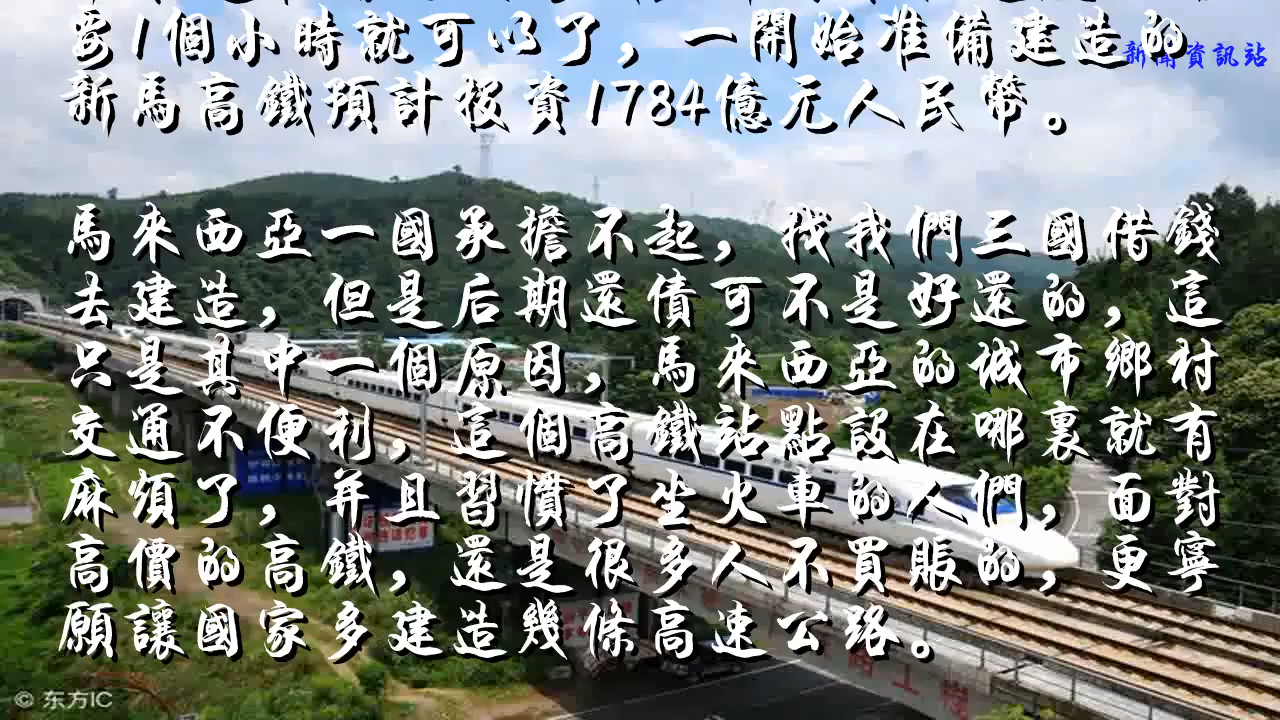 要1個小時就可以了，一開始准備建造的
新聞資訊站
新馬高鐵預計投資1784億元人民幣。
馬來西亞一國承擔不起，找我們三國借錢
去建造，但是后期還債可不是好還的，這
只是其中一個原因，馬來西亞的城市鄉村
交通不便利，這個高鐵站點設在哪裏就有
麻煩了，并且習慣了坐火車的人們，面對
高價的高鐵，還是很多人不買賬的，更寧
願讓國家多建造幾條高速公路。
© 东方IC